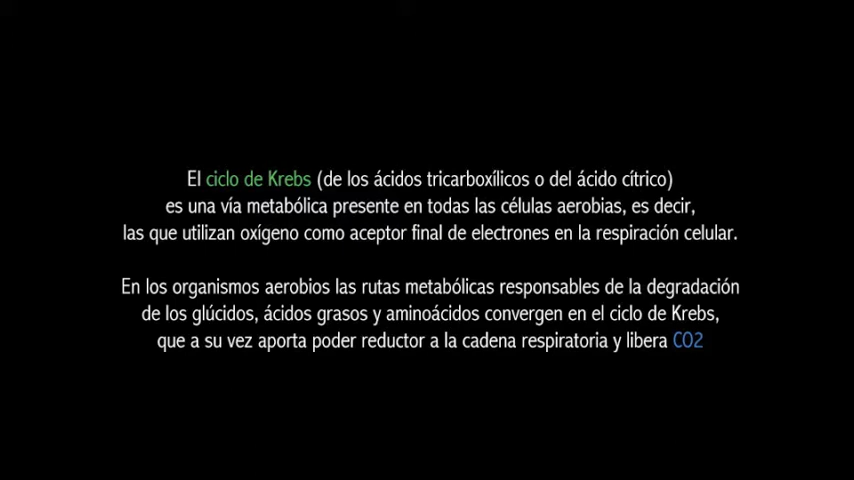 El ciclo de Krebs (de los ácidos tricarboxílicos o del ácido cítrico)
es una vía metabólica presente en todas las células aerobias, es decir,
las que utilizan oxígeno como aceptor final de electrones en la respiración celular.
En los organismos aerobios las rutas metabólicas responsables de la degradación
de los glúcidos, ácidos grasos y aminoácidos convergen en el ciclo de Krebs,
que a su vez aporta poder reductor a la cadena respiratoria y libera CO2